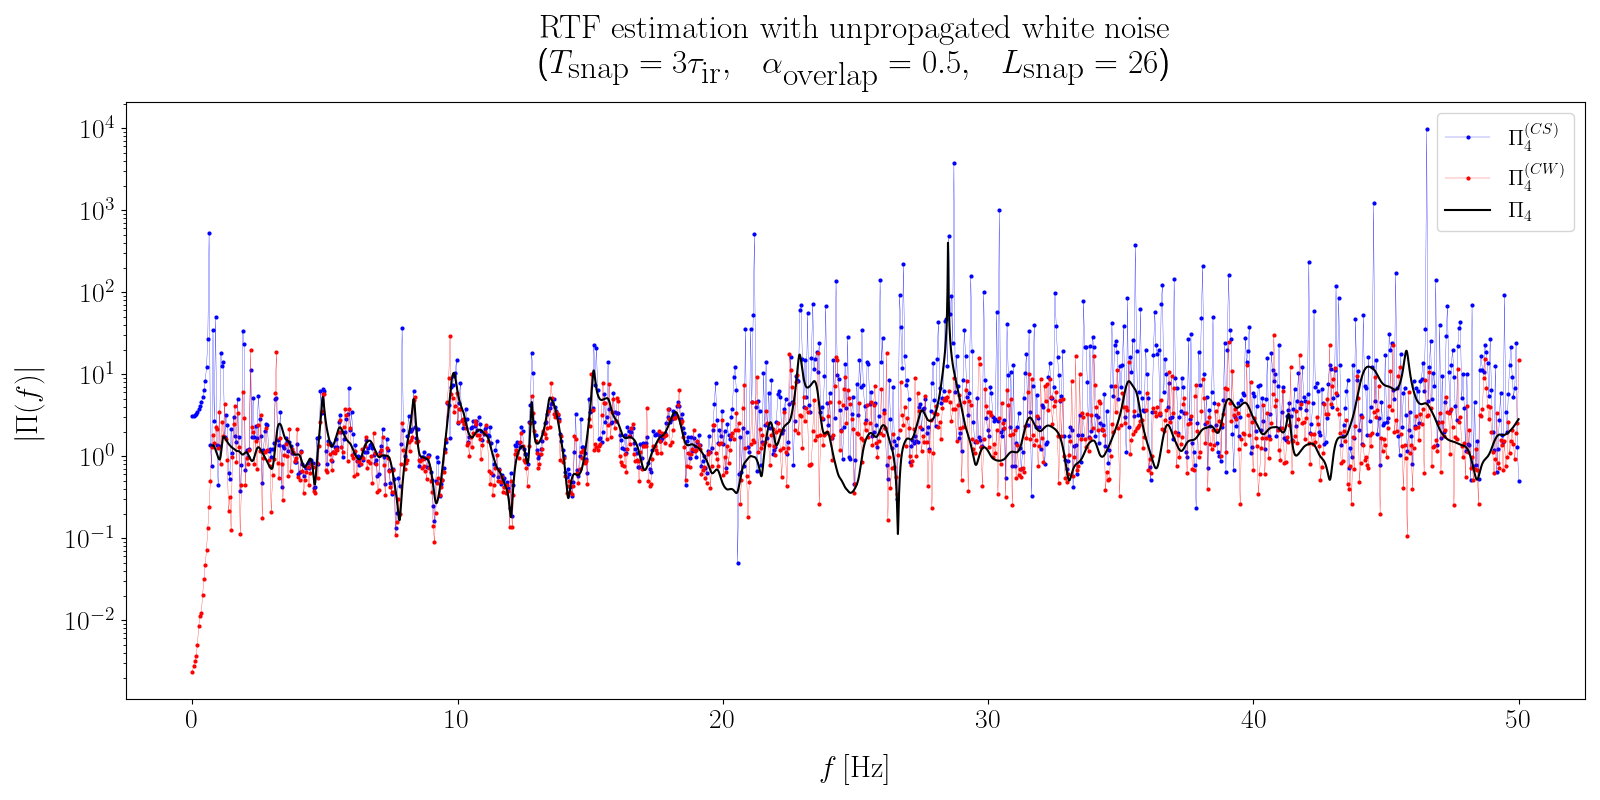 RTF estimation with unpropagated white noise
(T_snap = 3τ_ir, α_overlap = 0.5, L_snap = 26)
10^4
10^3
10^2
10^1
10^0
10^−1
10^−2
|Π(f)|
Π_4^(CS)
Π_4^(CW)
Π_4
0 10 20 30 40 50
f [Hz]